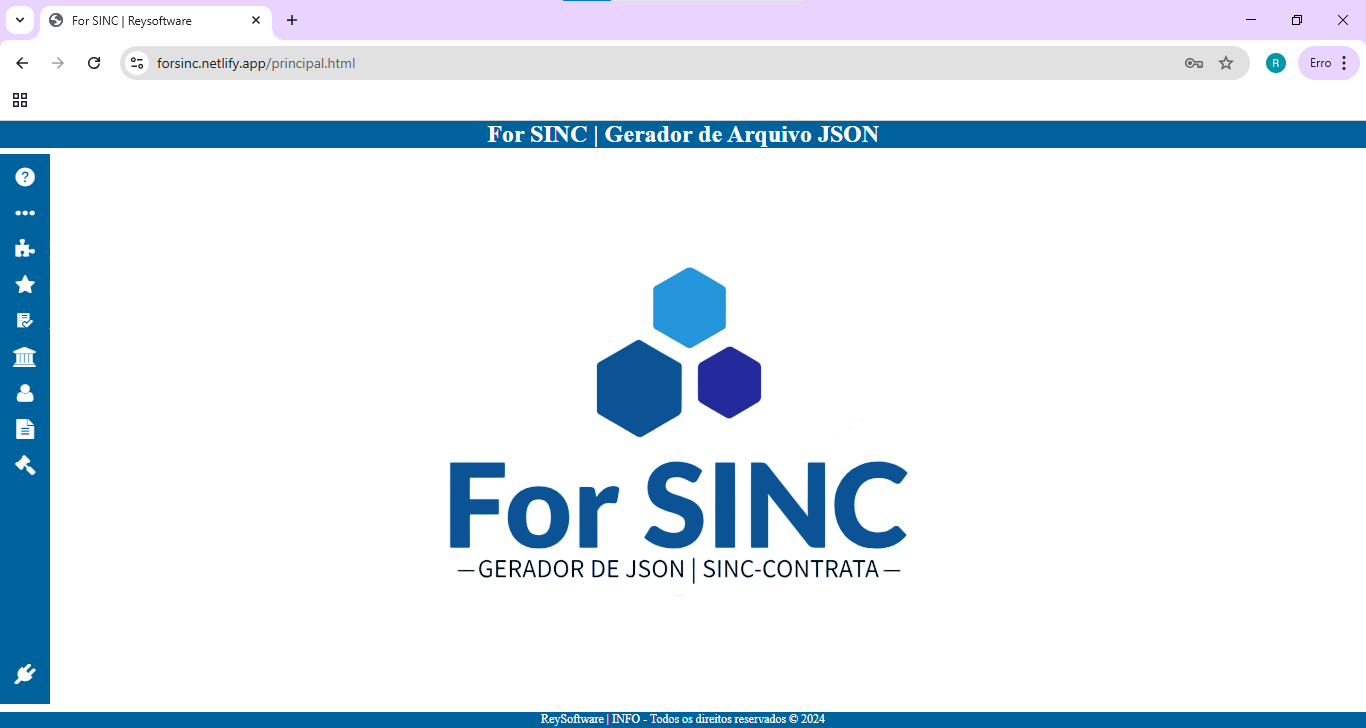 For SINC | Reysoftware
forsinc.netlify.app/principal.html
R
Erro
For SINC | Gerador de Arquivo JSON
?
For SINC
—GERADOR DE JSON | SINC-CONTRATA—
ReySoftware | INFO - Todos os direitos reservados © 2024